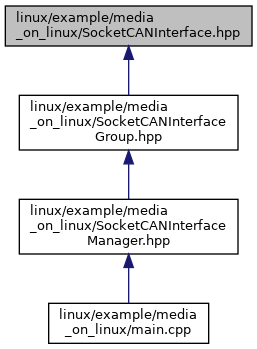 linux/example/media
_on_linux/SocketCANInterface.hpp
linux/example/media
_on_linux/SocketCANInterface
Group.hpp
linux/example/media
_on_linux/SocketCANInterface
Manager.hpp
linux/example/media
_on_linux/main.cpp